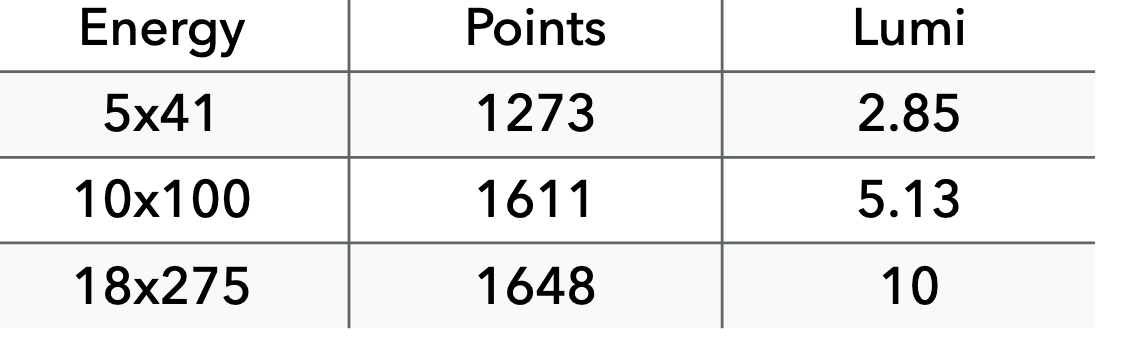 Energy Points Lumi
5x41 1273 2.85
10x100 1611 5.13
18x275 1648 10